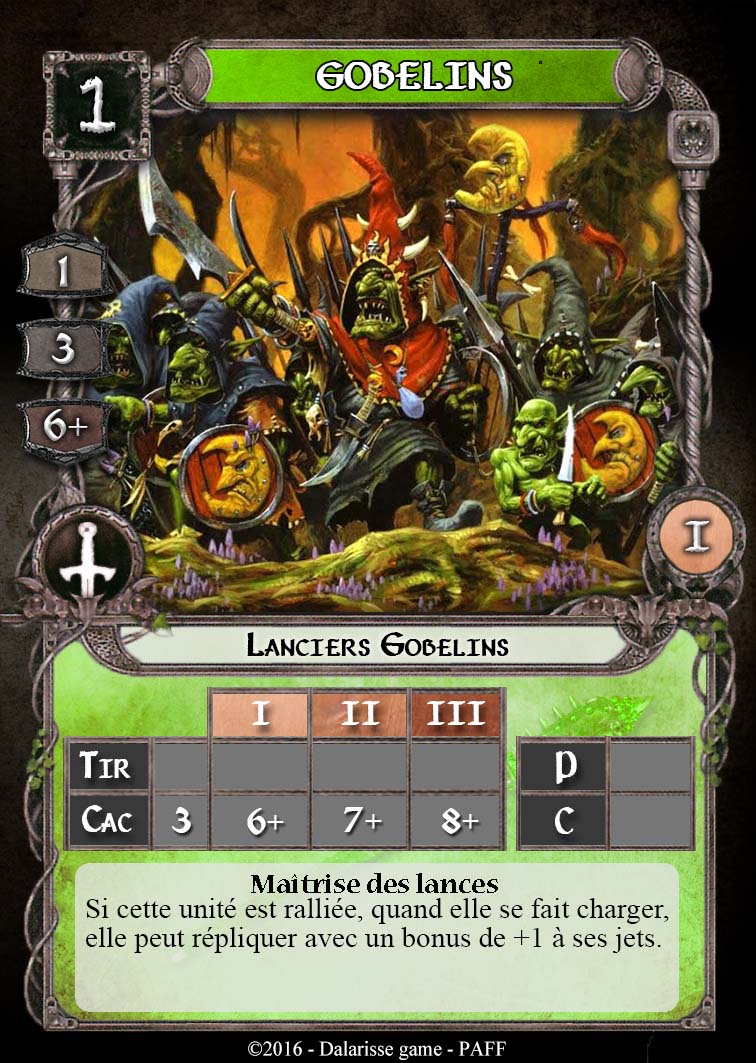 GOBELINS
1
1
3
6+
I
LANCIERS GOBELINS
I II III
TIR
CAC 3 6+ 7+ 8+
P
C
Maîtrise des lances
Si cette unité est ralliée, quand elle se fait charger,
elle peut répliquer avec un bonus de +1 à ses jets.
©2016 - Dalarisse game - PAFF